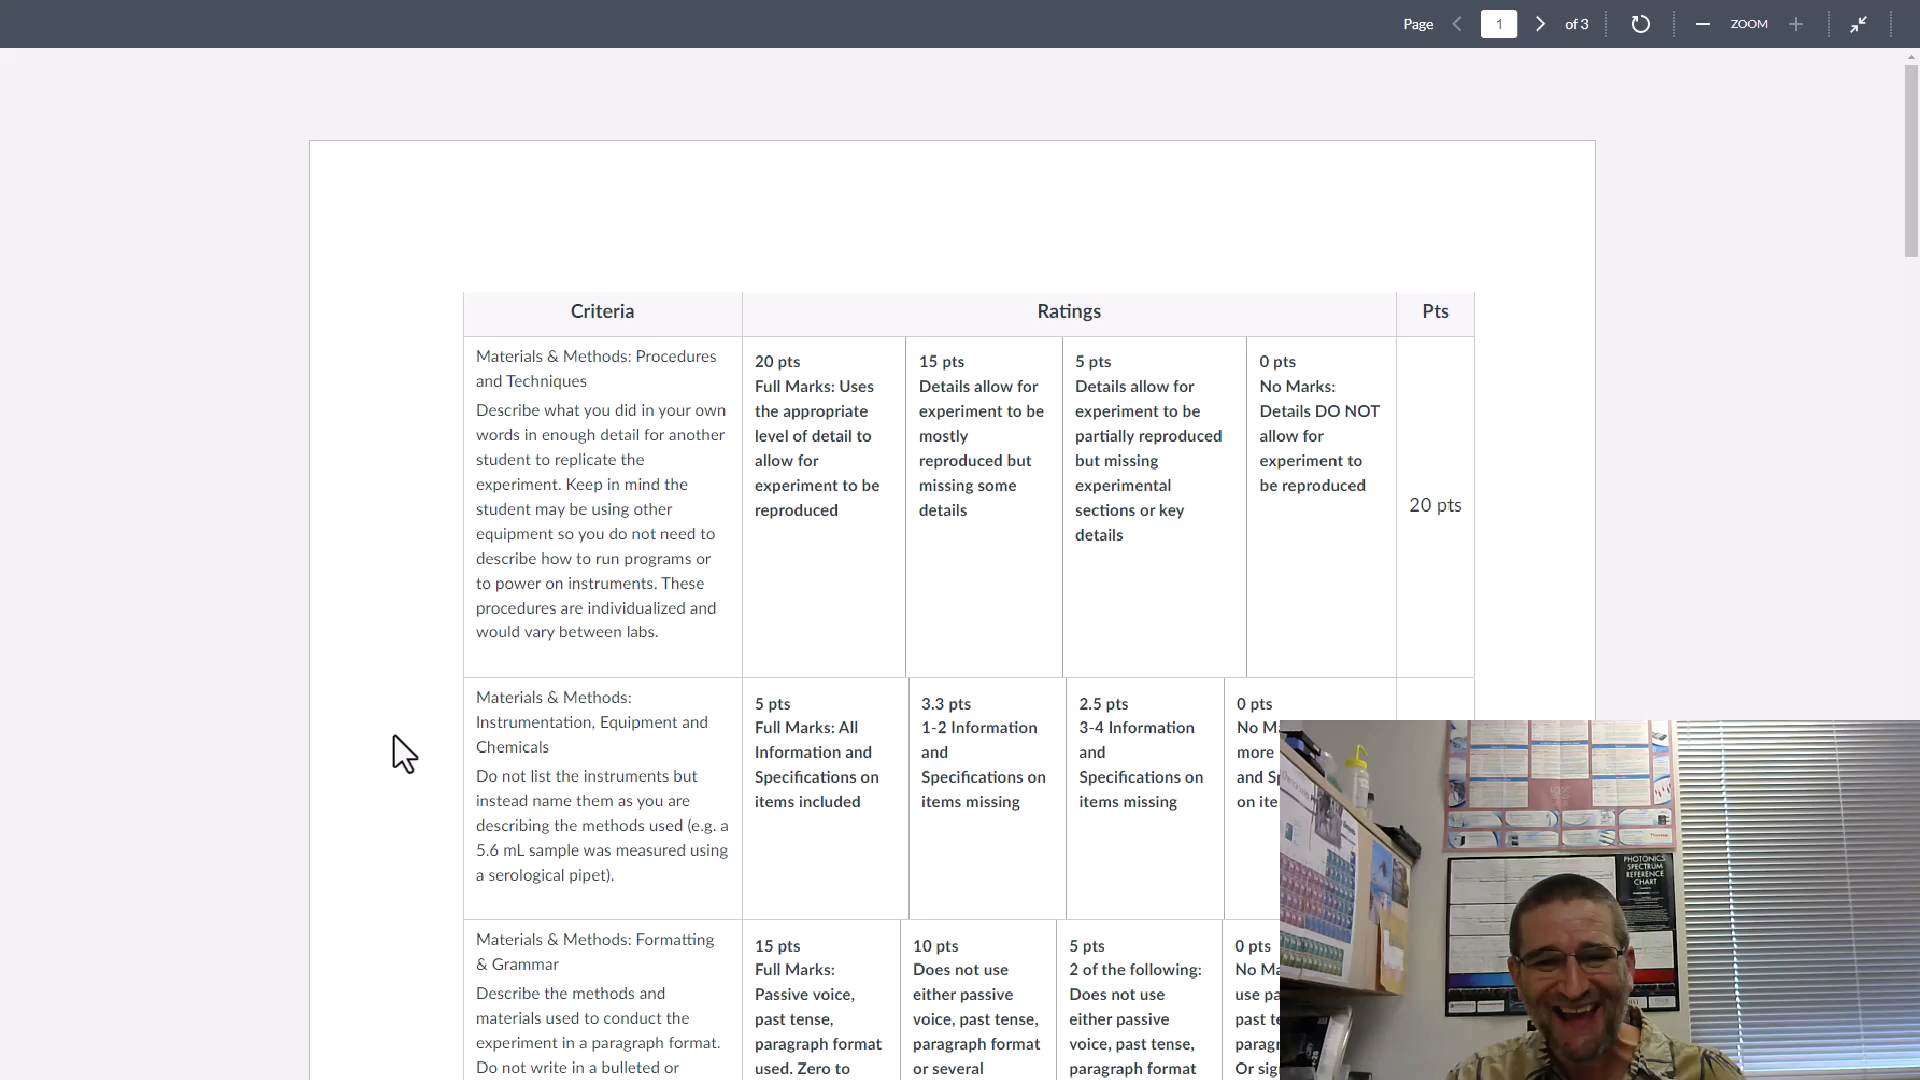 Page 1 of 3 ZOOM
Criteria Ratings Pts
Materials & Methods: Procedures
and Techniques
Describe what you did in your own
words in enough detail for another
student to replicate the
experiment. Keep in mind the
student may be using other
equipment so you do not need to
describe how to run programs or
to power on instruments. These
procedures are individualized and
would vary between labs.
20 pts
Full Marks: Uses
the appropriate
level of detail to
allow for
experiment to be
reproduced
15 pts
Details allow for
experiment to be
mostly
reproduced but
missing some
details
5 pts
Details allow for
experiment to be
partially reproduced
but missing
experimental
sections or key
details
0 pts
No Marks:
Details DO NOT
allow for
experiment to
be reproduced
20 pts
Materials & Methods:
Instrumentation, Equipment and
Chemicals
Do not list the instruments but
instead name them as you are
describing the methods used (e.g. a
5.6 mL sample was measured using
a serological pipet).
5 pts
Full Marks: All
Information and
Specifications on
items included
3.3 pts
1-2 Information
and
Specifications on
items missing
2.5 pts
3-4 Information
and
Specifications on
items missing
0 pts
No Ma
more
and Sp
on ite
Materials & Methods: Formatting
& Grammar
Describe the methods and
materials used to conduct the
experiment in a paragraph format.
Do not write in a bulleted or
15 pts
Full Marks:
Passive voice,
past tense,
paragraph format
used. Zero to
10 pts
Does not use
either passive
voice, past tense,
paragraph format
or several
5 pts
2 of the following:
Does not use
either passive
voice, past tense,
paragraph format
0 pts
No Ma
use pa
past te
paragr
Or sig
PHOTONICS
SPECTRUM
REFERENCE
CHART